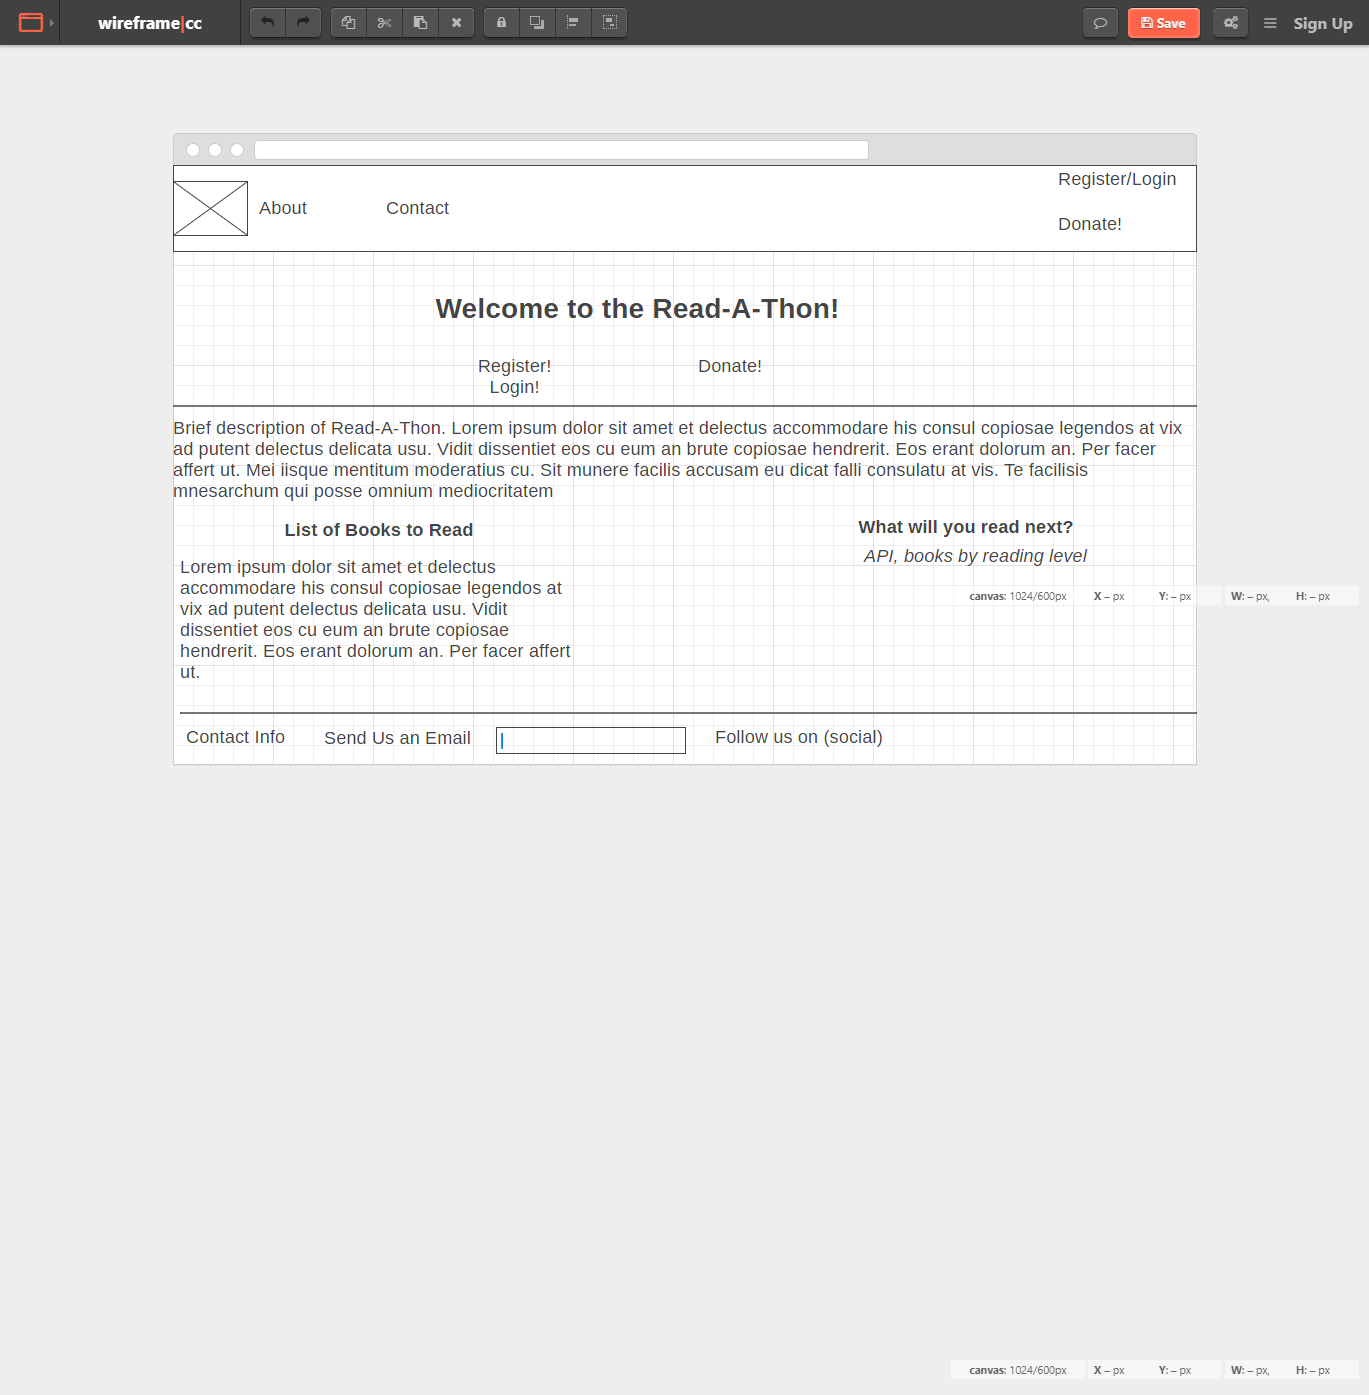 wireframe|cc
Save
Sign Up
Register/Login
About
Contact
Donate!
Welcome to the Read-A-Thon!
Register!
Login!
Donate!
Brief description of Read-A-Thon. Lorem ipsum dolor sit amet et delectus accommodare his consul copiosae legendos at vix
ad putent delectus delicata usu. Vidit dissentiet eos cu eum an brute copiosae hendrerit. Eos erant dolorum an. Per facer
affert ut. Mei iisque mentitum moderatius cu. Sit munere facilis accusam eu dicat falli consulatu at vis. Te facilisis
mnesarchum qui posse omnium mediocritatem
List of Books to Read
Lorem ipsum dolor sit amet et delectus
accommodare his consul copiosae legendos at
vix ad putent delectus delicata usu. Vidit
dissentiet eos cu eum an brute copiosae
hendrerit. Eos erant dolorum an. Per facer affert
ut.
What will you read next?
API, books by reading level
canvas: 1024/600px X – px Y: – px W: – px, H: – px
Contact Info
Send Us an Email
Follow us on (social)
canvas: 1024/600px X – px Y: – px W: – px, H: – px